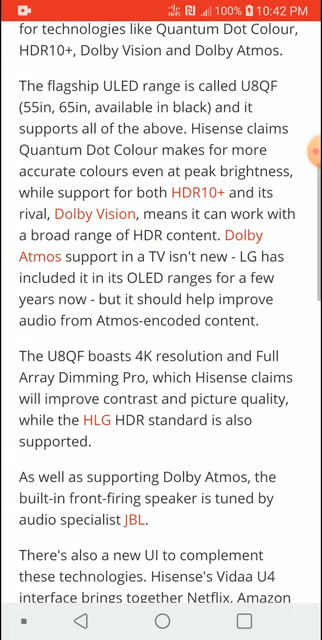 100% 10:42 PM
for technologies like Quantum Dot Colour,
HDR10+, Dolby Vision and Dolby Atmos.
The flagship ULED range is called U8QF
(55in, 65in, available in black) and it
supports all of the above. Hisense claims
Quantum Dot Colour makes for more
accurate colours even at peak brightness,
while support for both HDR10+ and its
rival, Dolby Vision, means it can work with
a broad range of HDR content. Dolby
Atmos support in a TV isn't new - LG has
included it in its OLED ranges for a few
years now - but it should help improve
audio from Atmos-encoded content.
The U8QF boasts 4K resolution and Full
Array Dimming Pro, which Hisense claims
will improve contrast and picture quality,
while the HLG HDR standard is also
supported.
As well as supporting Dolby Atmos, the
built-in front-firing speaker is tuned by
audio specialist JBL.
There's also a new UI to complement
these technologies. Hisense's Vidaa U4
interface brings together Netflix, Amazon